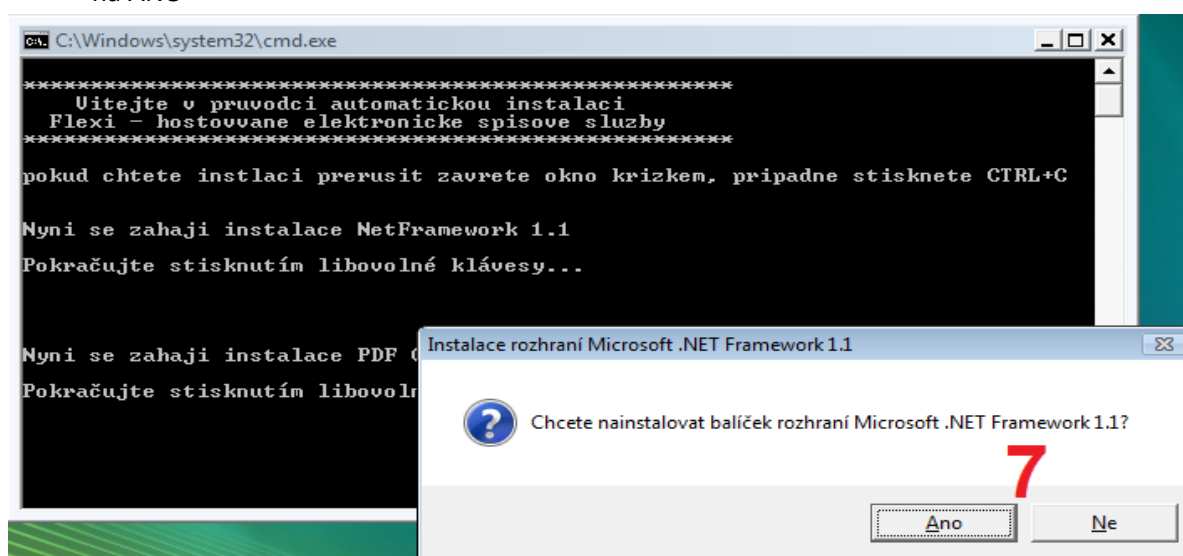 C:\Windows\system32\cmd.exe
*******************************************************
Vitejte v pruvodci automatickou instalaci
Flexi - hostovvane elektronicke spisove sluzby
*******************************************************
pokud chtete instlaci prerusit zavrete okno krizkem, pripadne stisknete CTRL+C
Nyni se zahaji instalace NetFramework 1.1
Pokračujte stisknutím libovolné klávesy...
Nyni se zahaji instalace PDF
Pokračujte stisknutím
Instalace rozhraní Microsoft .NET Framework 1.1
Chcete nainstalovat balíček rozhraní Microsoft .NET Framework 1.1?
7
Ano Ne